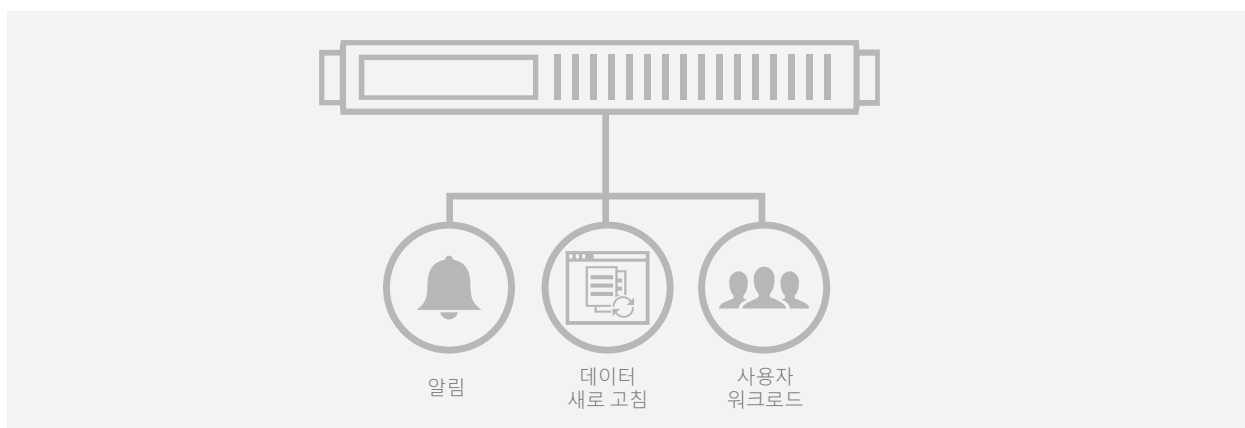 알림
데이터
새로 고침
사용자
워크로드